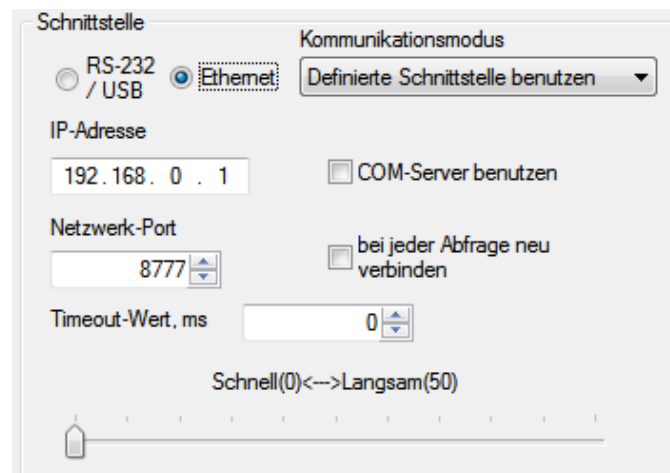 Schnittstelle
Kommunikationsmodus
RS-232
/ USB
Ethernet
Definierte Schnittstelle benutzen
IP-Adresse
192.168. 0 . 1
COM-Server benutzen
Netzwerk-Port
8777
bei jeder Abfrage neu
verbinden
Timeout-Wert, ms
0
Schnell(0)<--->Langsam(50)